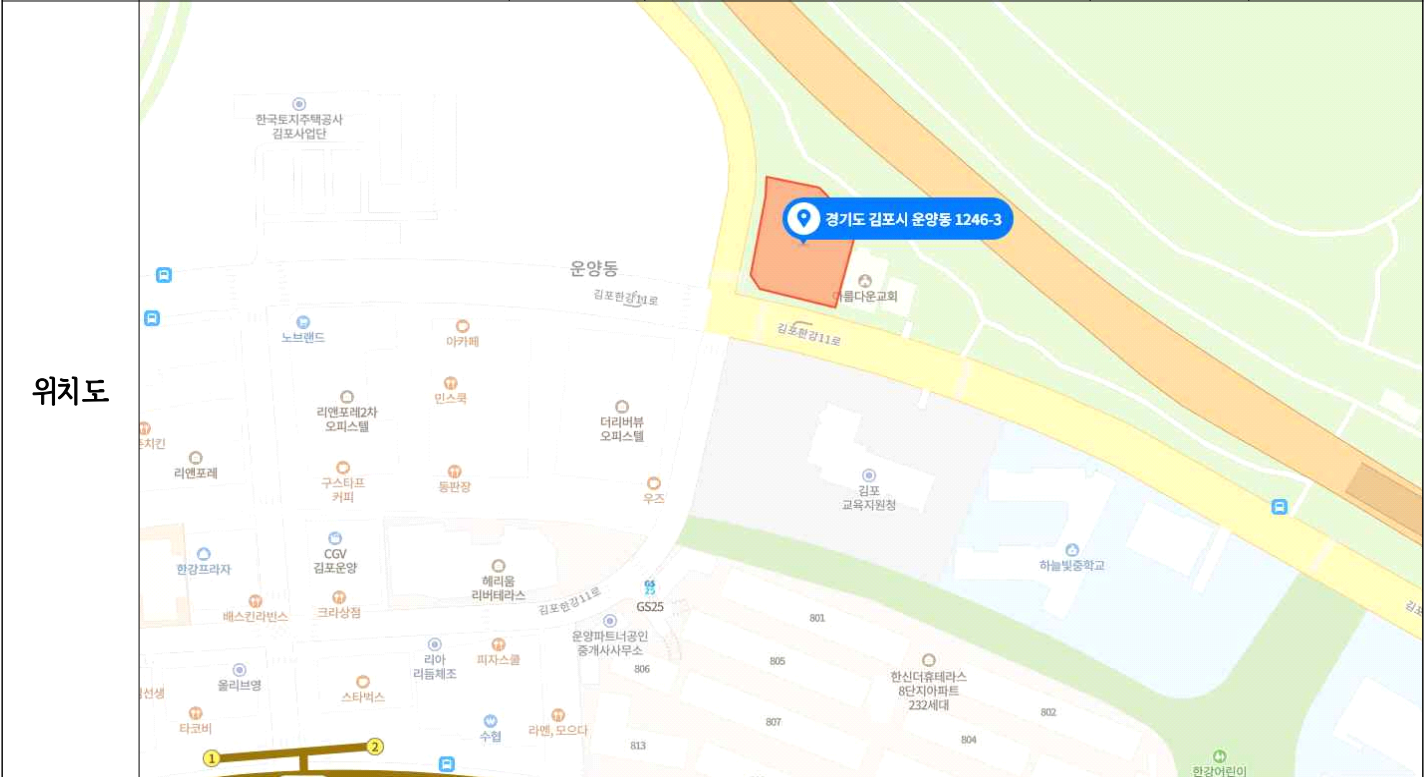 위치도
한국토지주택공사
김포사업단
경기도 김포시 운양동 1246-3
운양동
김포한강11로
아름다운교회
김포한강11로
노브랜드
아카페
민스쿡
리앤포레2차
오피스텔
더리버뷰
오피스텔
리앤포레
구스타프
커피
등판장
우즈
김포
교육지원청
한강프라자
CGV
김포운양
헤리움
리버테라스
하늘빛중학교
배스킨라빈스
크라상점
김포한강11로
GS
25
GS25
운양파트너공인
중개사사무소
801
805
806
리아
리듬체조
피자스쿨
올리브영
스타벅스
한신더휴테라스
8단지아파트
232세대
802
타코비
수협
라멘, 모으다
807
804
813
1
2
한강어린이